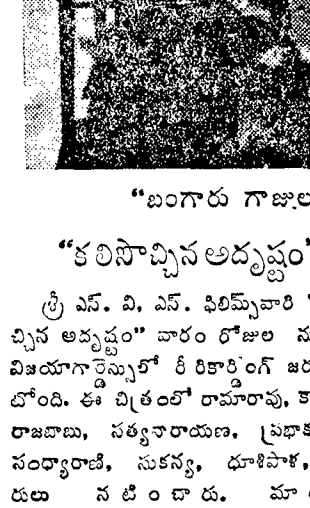 "బంగారు గాజుల
"కలిసొచ్చిన అదృష్టం"
శ్రీ ఎస్. వి. ఎస్. ఫిలిమ్స్‌వారి "
చ్చిన అదృష్టం" వారం రోజుల ను
విజయాగార్డెన్సులో రీ రికార్డింగ్ జరు
టోంది. ఈ చిత్రంలో రామారావు, కా
రాజబాబు, సత్యనారాయణ, ప్రభాక
సంధ్యారాణి, సుకన్య, ధూళిపాళ,
రులు నటించారు. మా